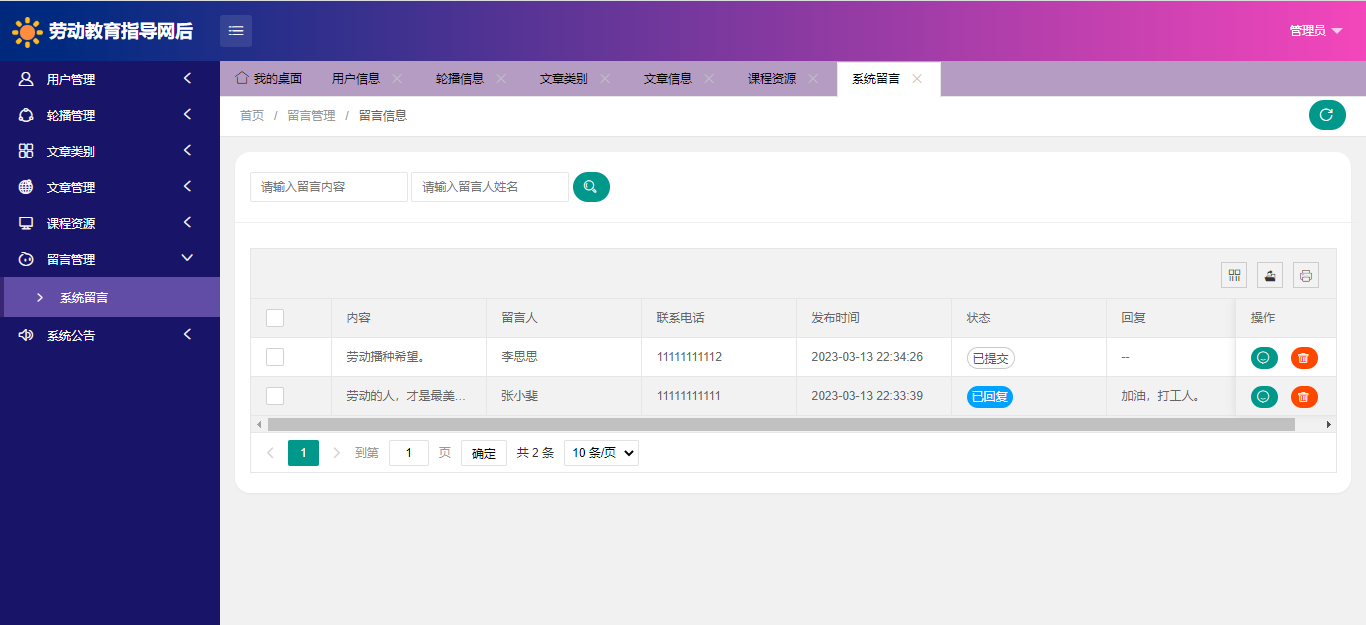 劳动教育指导网后
管理员
用户管理
轮播管理
文章类别
文章管理
课程资源
留言管理
系统留言
系统公告
我的桌面 用户信息 轮播信息 文章类别 文章信息 课程资源 系统留言
首页 / 留言管理 / 留言信息
请输入留言内容 请输入留言人姓名
内容 留言人 联系电话 发布时间 状态 回复 操作
劳动播种希望。 李思思 11111111112 2023-03-13 22:34:26 已提交 --
劳动的人，才是最美... 张小斐 11111111111 2023-03-13 22:33:39 已回复 加油，打工人。
1 到第 1 页 确定 共 2 条 10 条/页